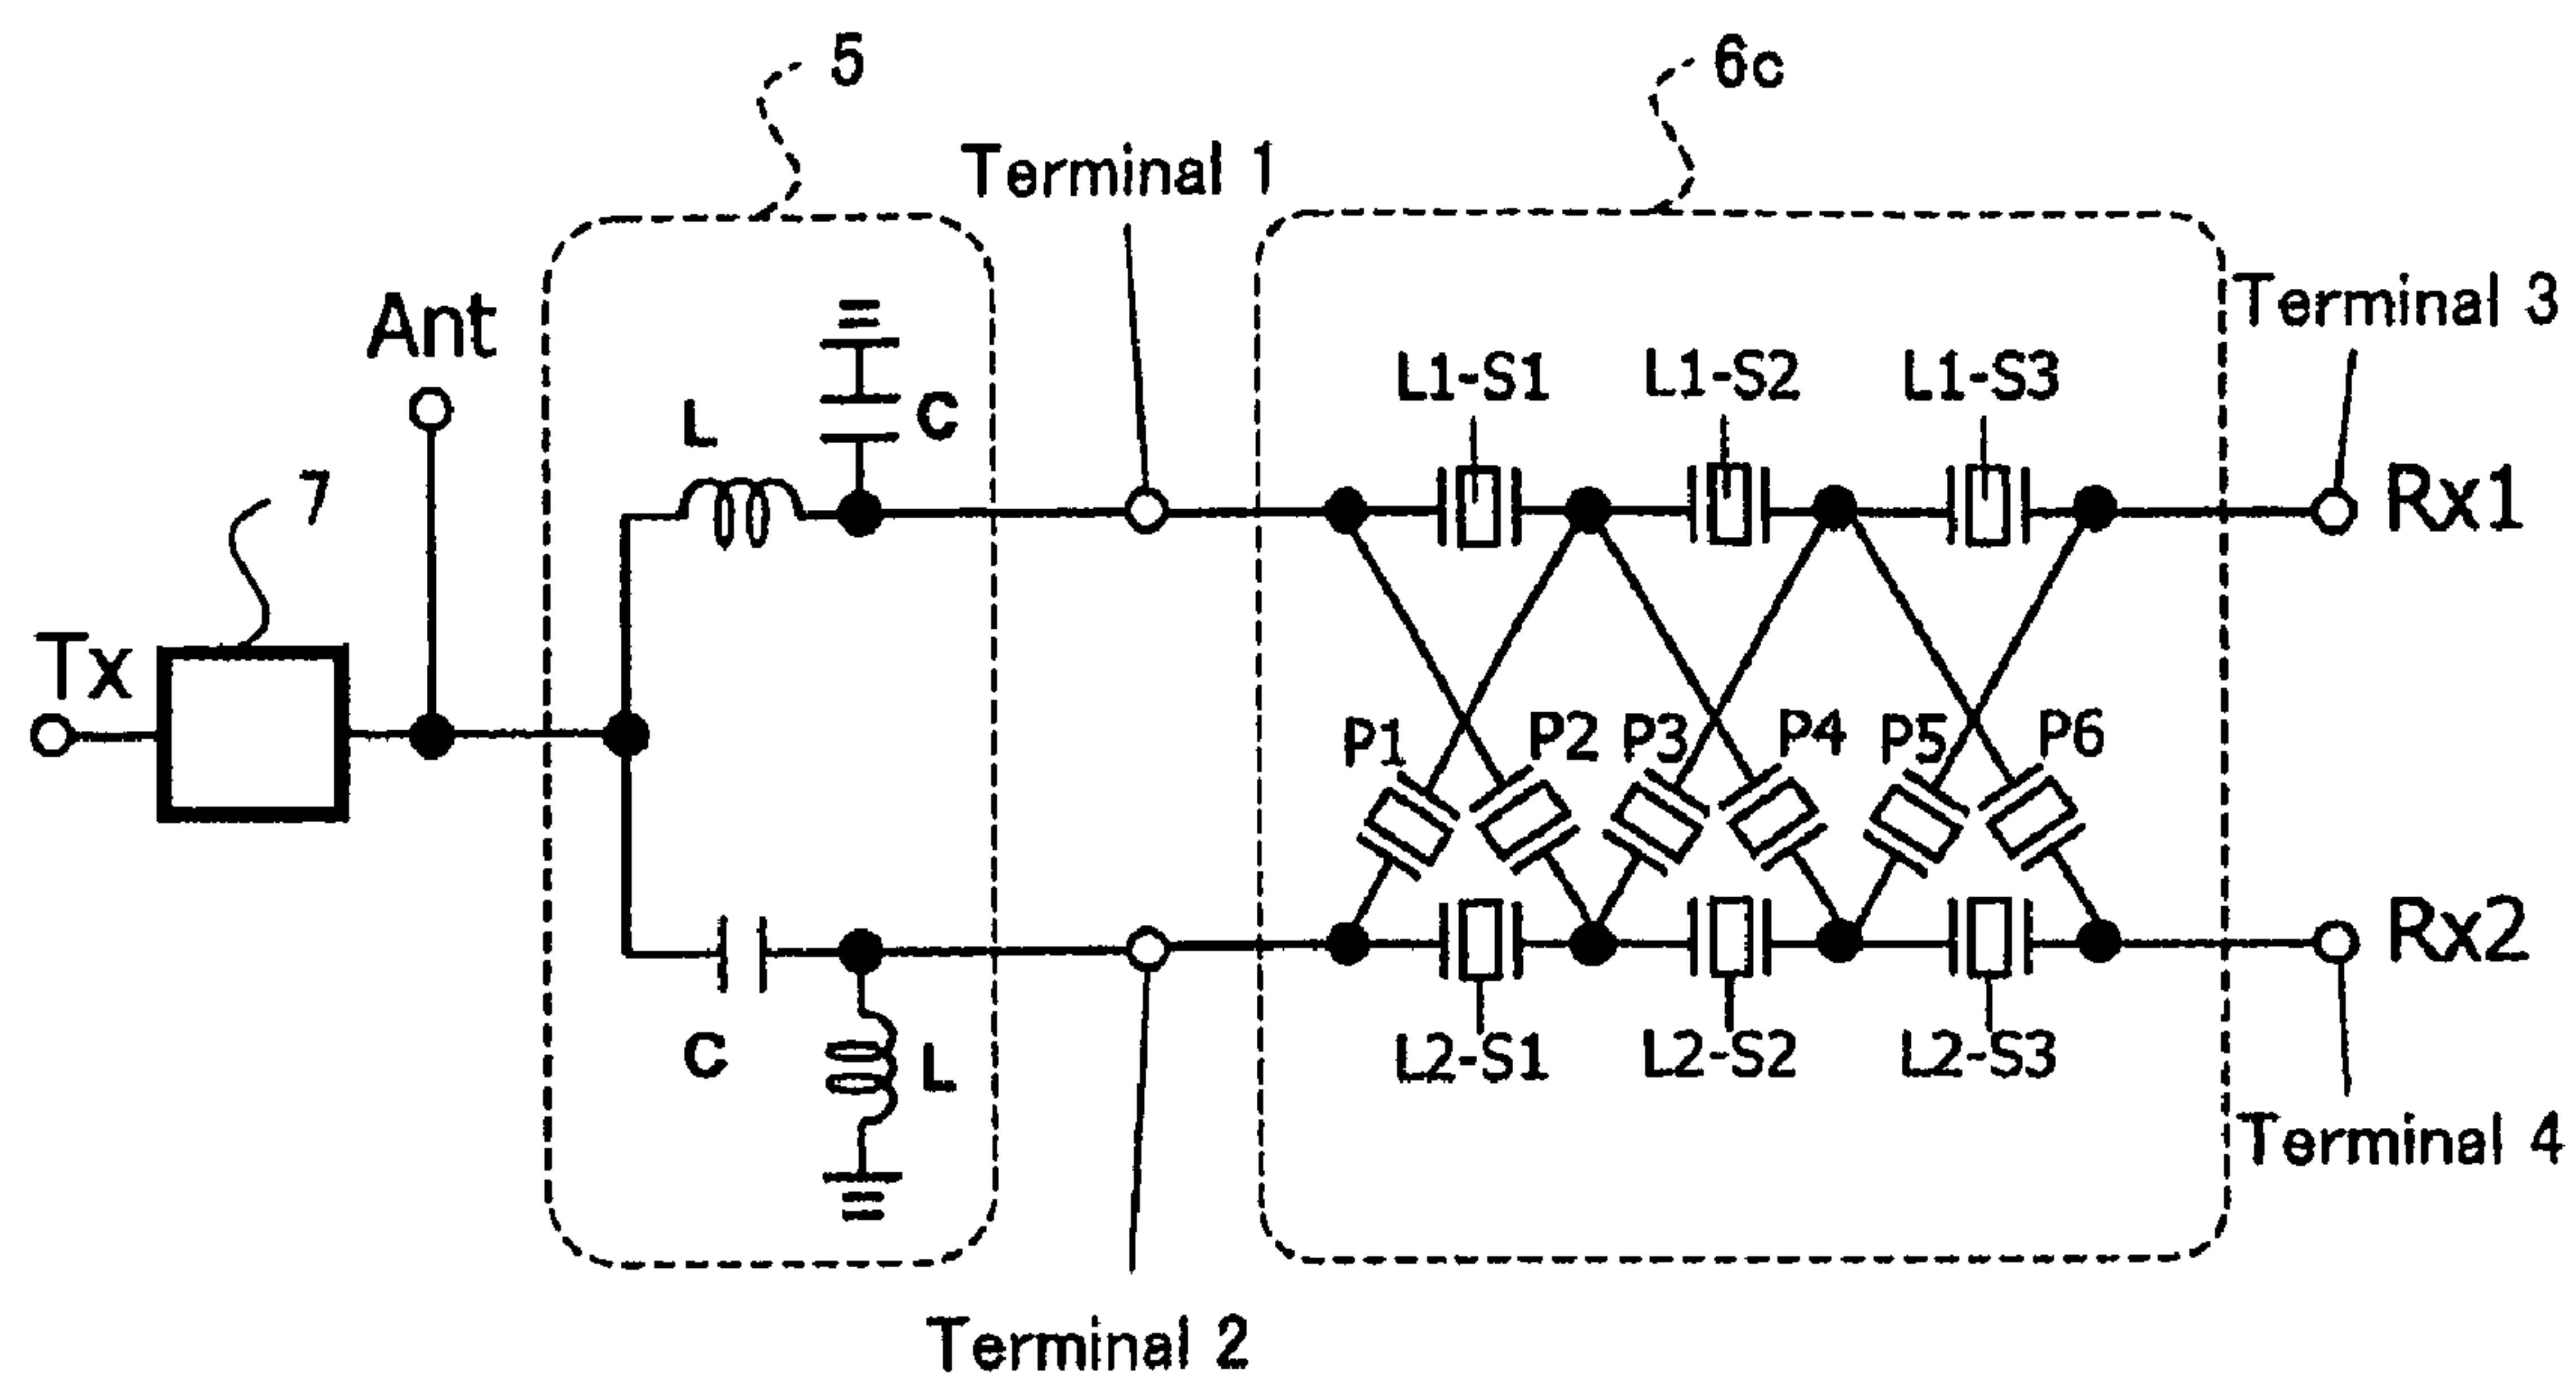 5
6c
Terminal 1
Terminal 3
Ant
L
C
L1-S1
L1-S2
L1-S3
7
Rx1
Tx
P1
P2
P3
P4
P5
P6
Rx2
C
L
L2-S1
L2-S2
L2-S3
Terminal 4
Terminal 2